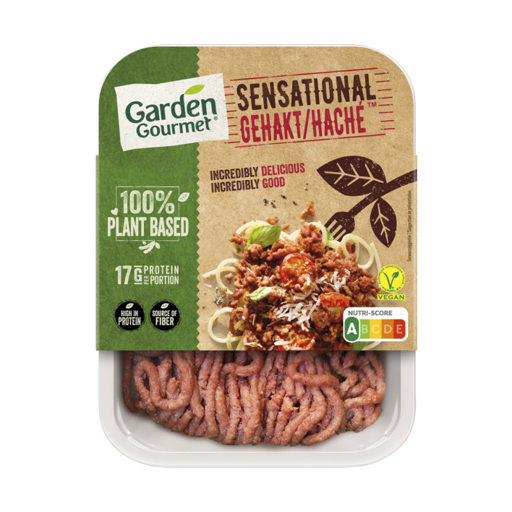 Garden
Gourmet®
SENSATIONAL
GEHAKT/HACHÉ™
INCREDIBLY DELICIOUS
INCREDIBLY GOOD
100%
PLANT BASED
17G PROTEIN
PER PORTION
HIGH IN
PROTEIN
SOURCE OF
FIBER
VEGAN
NUTRI-SCORE
A B C D E